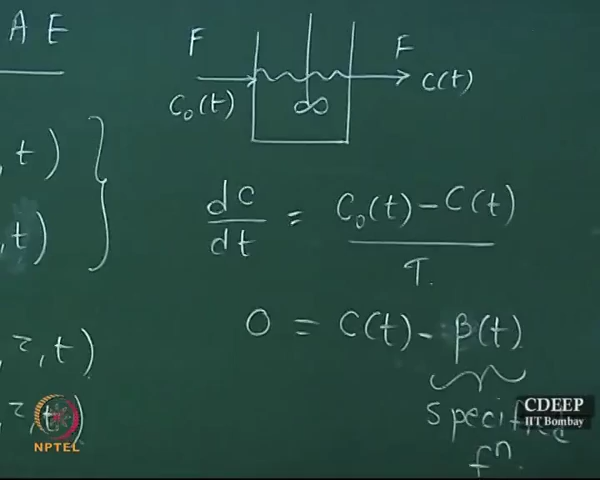 A E
F
F
C₀(t)
C(t)
, t) }
, t)
dC/dt = (C₀(t) - C(t))/τ
0 = C(t) - β(t)
specified
fⁿ.
, z, t)
, z, t)
NPTEL
CDEEP
IIT Bombay